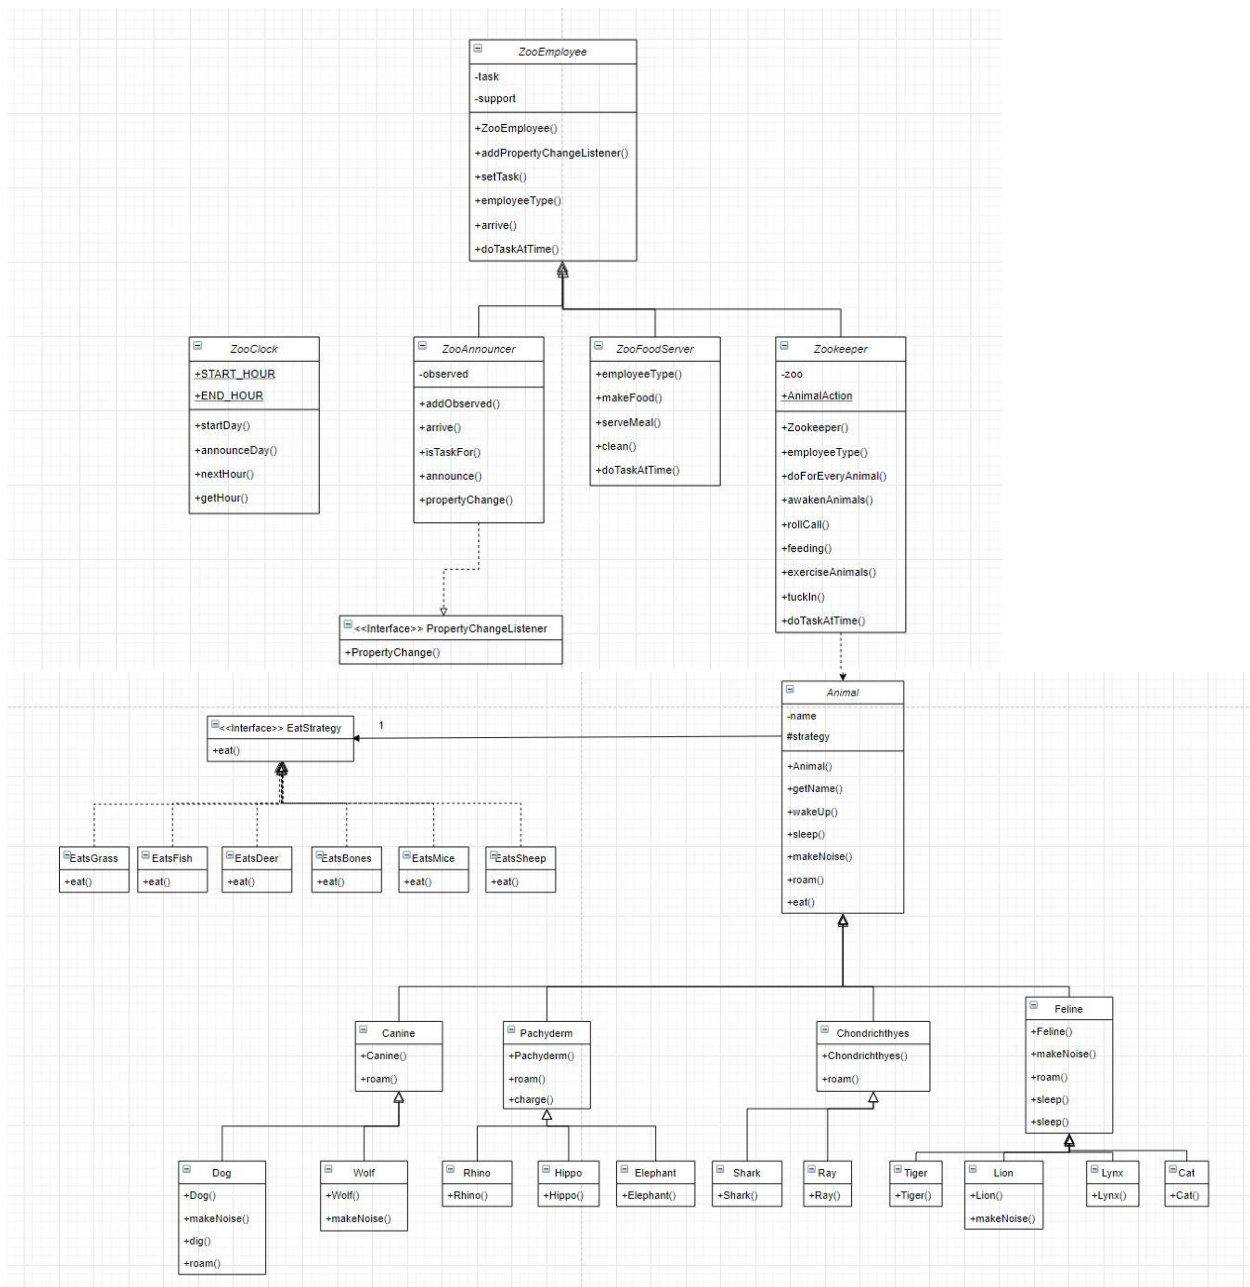 ZooEmployee
-task
-support
+ZooEmployee()
+addPropertyChangeListener()
+setTask()
+employeeType()
+arrive()
+doTaskAtTime()
ZooClock
+START_HOUR
+END_HOUR
+startDay()
+announceDay()
+nextHour()
+getHour()
ZooAnnouncer
-observed
+addObserved()
+arrive()
+isTaskFor()
+announce()
+propertyChange()
ZooFoodServer
+employeeType()
+makeFood()
+serveMeal()
+clean()
+doTaskAtTime()
Zookeeper
-zoo
+AnimalAction
+Zookeeper()
+employeeType()
+doForEveryAnimal()
+awakenAnimals()
+rollCall()
+feeding()
+exerciseAnimals()
+tuckIn()
+doTaskAtTime()
<<Interface>> PropertyChangeListener
+PropertyChange()
Animal
-name
#strategy
+Animal()
+getName()
+wakeUp()
+sleep()
+makeNoise()
+roam()
+eat()
<<Interface>> EatStrategy
+eat()
1
EatsGrass
+eat()
EatsFish
+eat()
EatsDeer
+eat()
EatsBones
+eat()
EatsMice
+eat()
EatsSheep
+eat()
Canine
+Canine()
+roam()
Pachyderm
+Pachyderm()
+roam()
+charge()
Chondrichthyes
+Chondrichthyes()
+roam()
Feline
+Feline()
+makeNoise()
+roam()
+sleep()
+sleep()
Dog
+Dog()
+makeNoise()
+dig()
+roam()
Wolf
+Wolf()
+makeNoise()
Rhino
+Rhino()
Hippo
+Hippo()
Elephant
+Elephant()
Shark
+Shark()
Ray
+Ray()
Tiger
+Tiger()
Lion
+Lion()
+makeNoise()
Lynx
+Lynx()
Cat
+Cat()